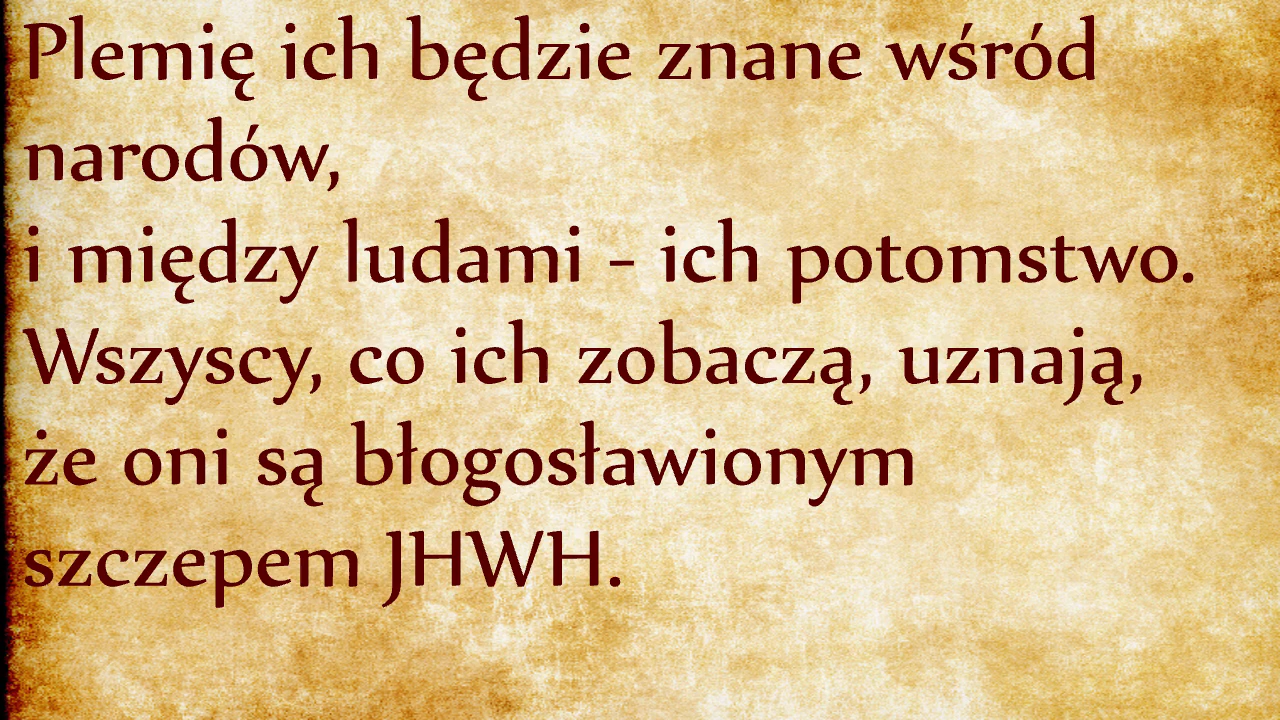 Plemię ich będzie znane wśród
narodów,
i między ludami - ich potomstwo.
Wszyscy, co ich zobaczą, uznają,
że oni są błogosławionym
szczepem JHWH.